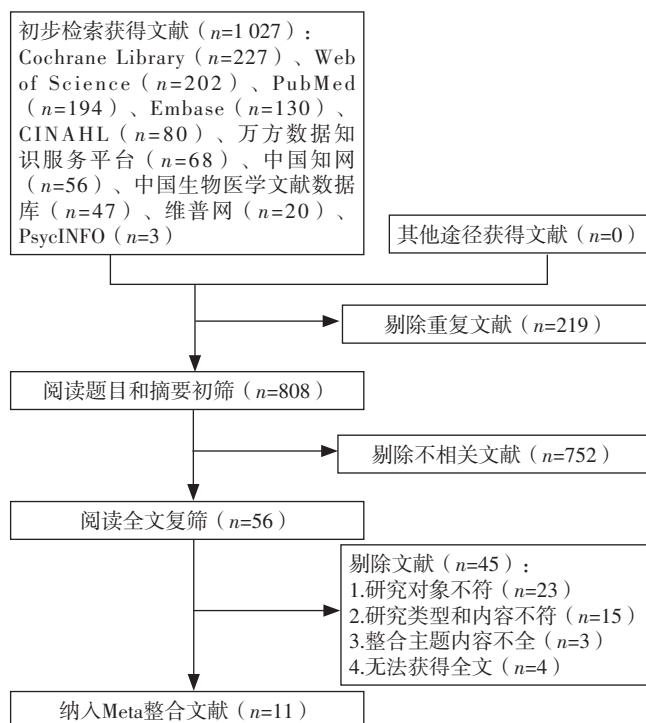 初步检索获得文献（n=1 027）：
Cochrane Library（n=227）、Web
of Science（n=202）、PubMed
（n=194）、Embase（n=130）、
CINAHL（n=80）、万方数据知
识服务平台（n=68）、中国知网
（n=56）、中国生物医学文献数据
库（n=47）、维普网（n=20）、
PsycINFO（n=3）
其他途径获得文献（n=0）
剔除重复文献（n=219）
阅读题目和摘要初筛（n=808）
剔除不相关文献（n=752）
阅读全文复筛（n=56）
剔除文献（n=45）：
1.研究对象不符（n=23）
2.研究类型和内容不符（n=15）
3.整合主题内容不全（n=3）
4.无法获得全文（n=4）
纳入Meta整合文献（n=11）